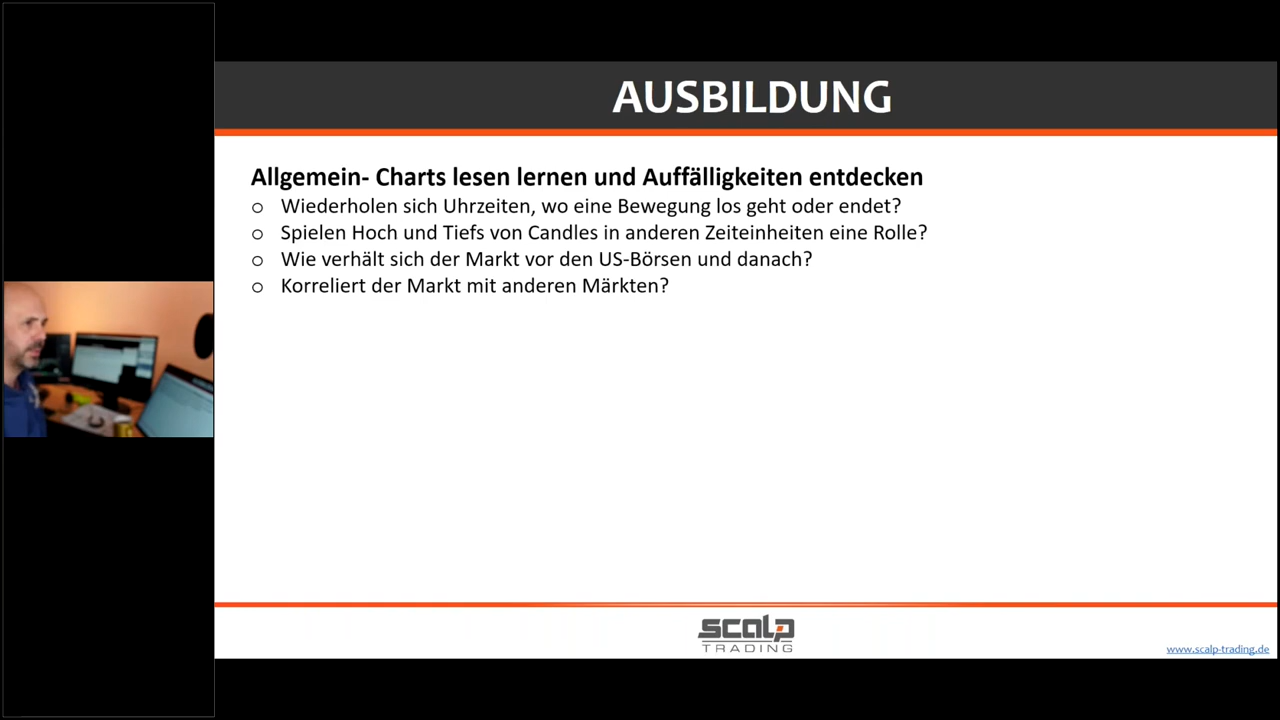 AUSBILDUNG
Allgemein- Charts lesen lernen und Auffälligkeiten entdecken
o Wiederholen sich Uhrzeiten, wo eine Bewegung los geht oder endet?
o Spielen Hoch und Tiefs von Candles in anderen Zeiteinheiten eine Rolle?
o Wie verhält sich der Markt vor den US-Börsen und danach?
o Korreliert der Markt mit anderen Märkten?
scalp
TRADING
www.scalp-trading.de